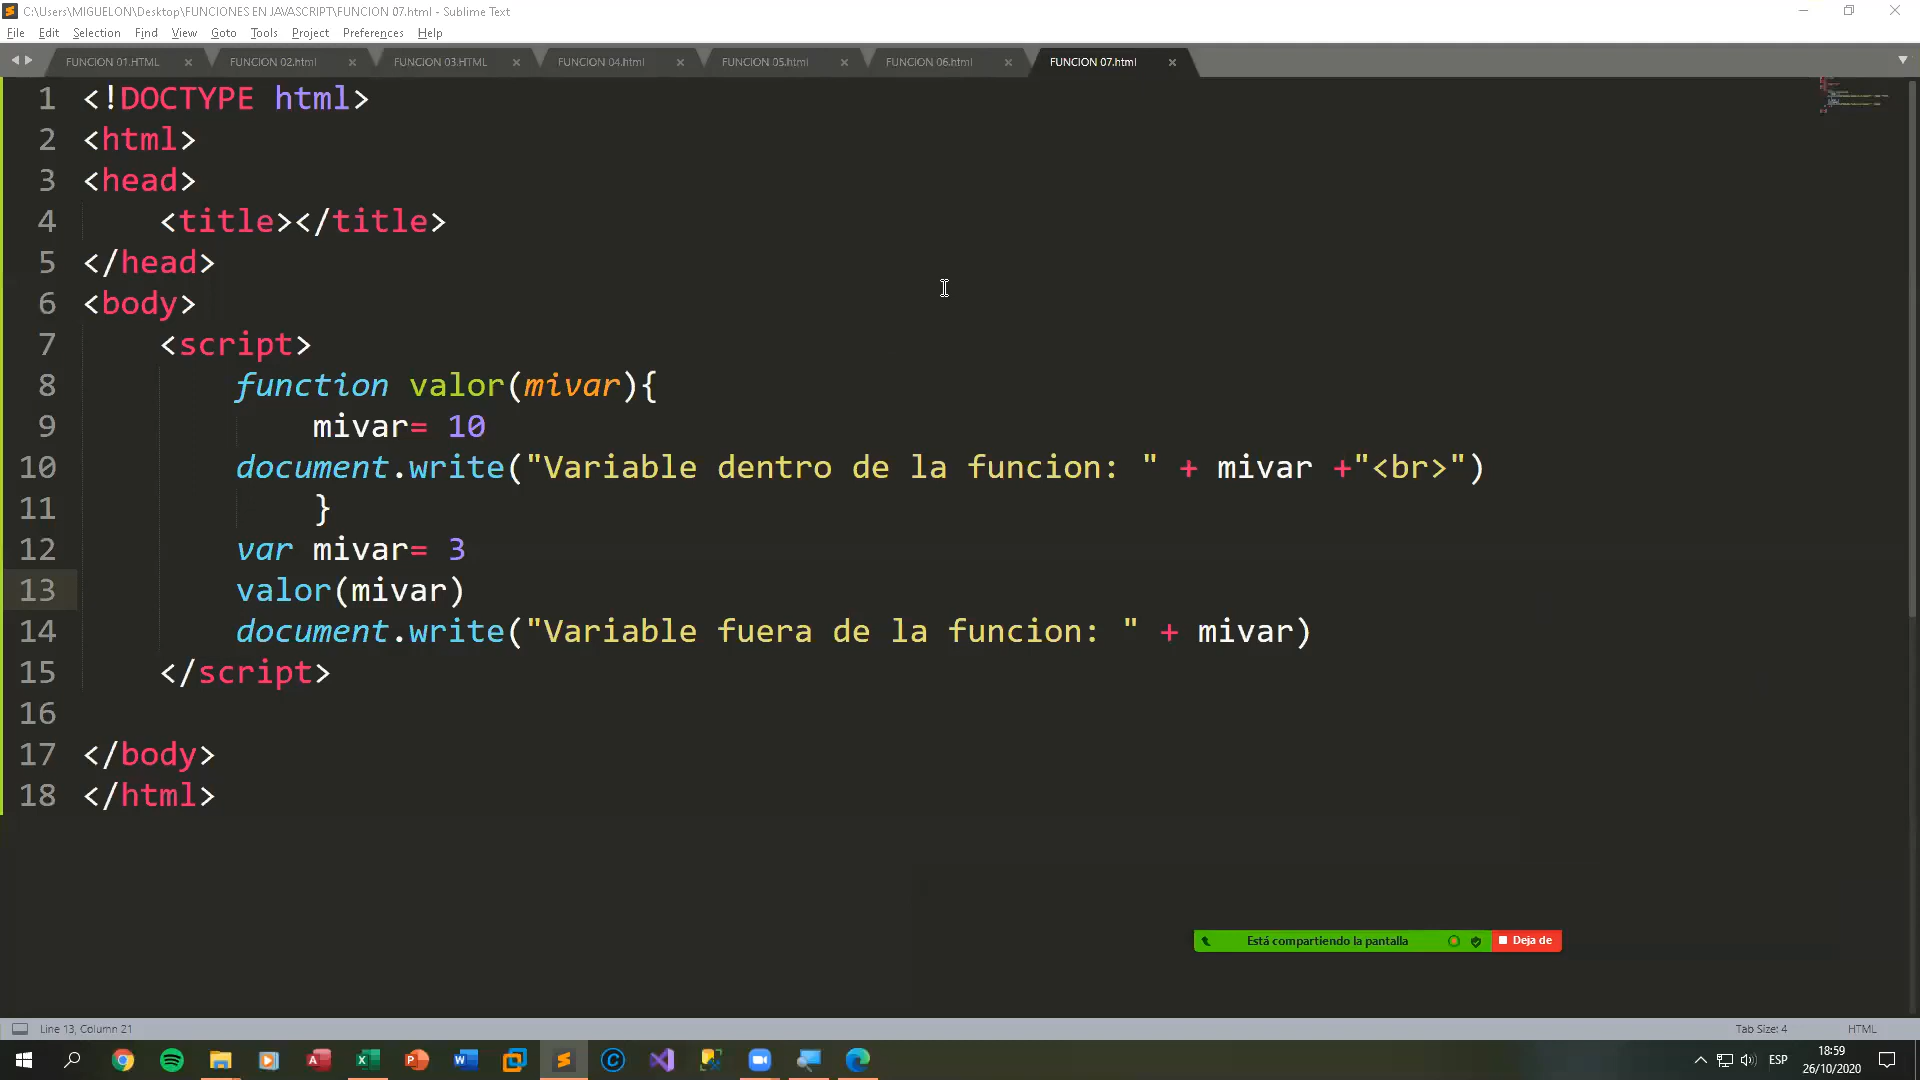 C:\Users\MIGUELON\Desktop\FUNCIONES EN JAVASCRIPT\FUNCION 07.html - Sublime Text
File Edit Selection Find View Goto Tools Project Preferences Help
FUNCION 01.HTML FUNCION 02.html FUNCION 03.HTML FUNCION 04.html FUNCION 05.html FUNCION 06.html FUNCION 07.html
1 <!DOCTYPE html>
2 <html>
3 <head>
4 <title></title>
5 </head>
6 <body>
7 <script>
8 function valor(mivar){
9 mivar= 10
10 document.write("Variable dentro de la funcion: " + mivar +"<br>")
11 }
12 var mivar= 3
13 valor(mivar)
14 document.write("Variable fuera de la funcion: " + mivar)
15 </script>
16
17 </body>
18 </html>
Está compartiendo la pantalla Deja de
Line 13, Column 21 Tab Size: 4 HTML
ESP 18:59
26/10/2020